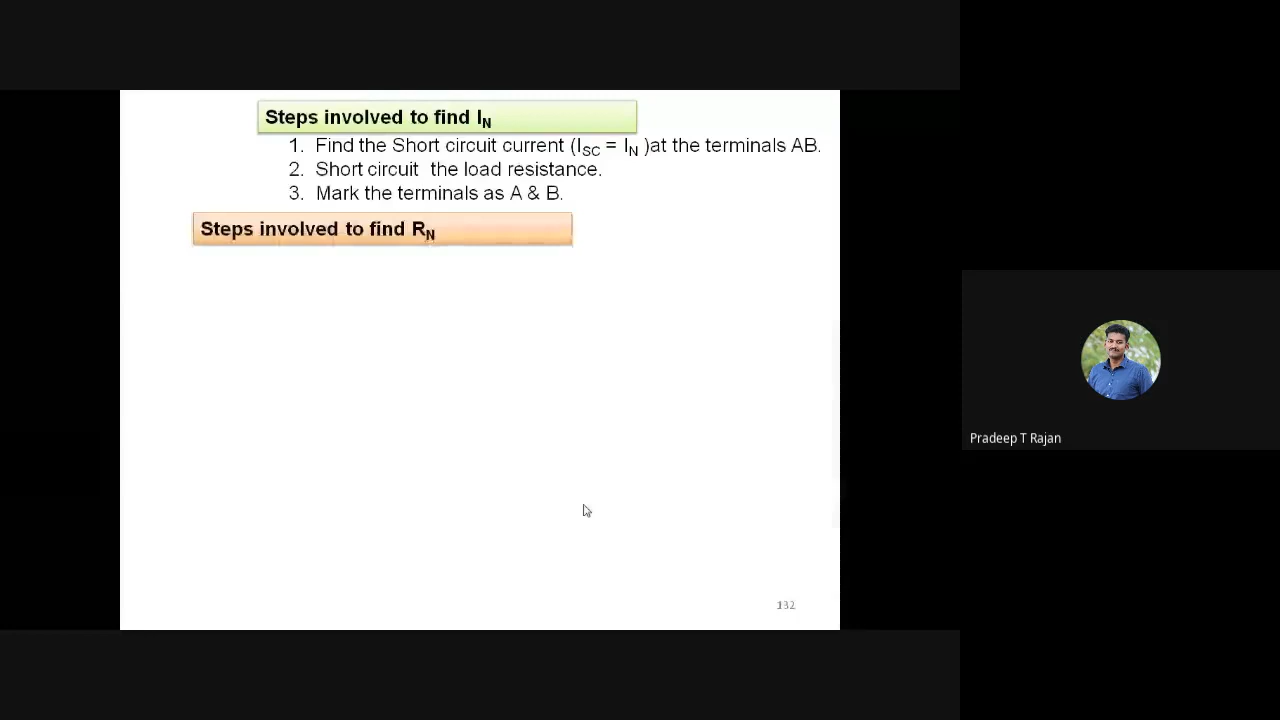 Steps involved to find IN
1. Find the Short circuit current (ISC = IN )at the terminals AB.
2. Short circuit the load resistance.
3. Mark the terminals as A & B.
Steps involved to find RN
Pradeep T Rajan
132